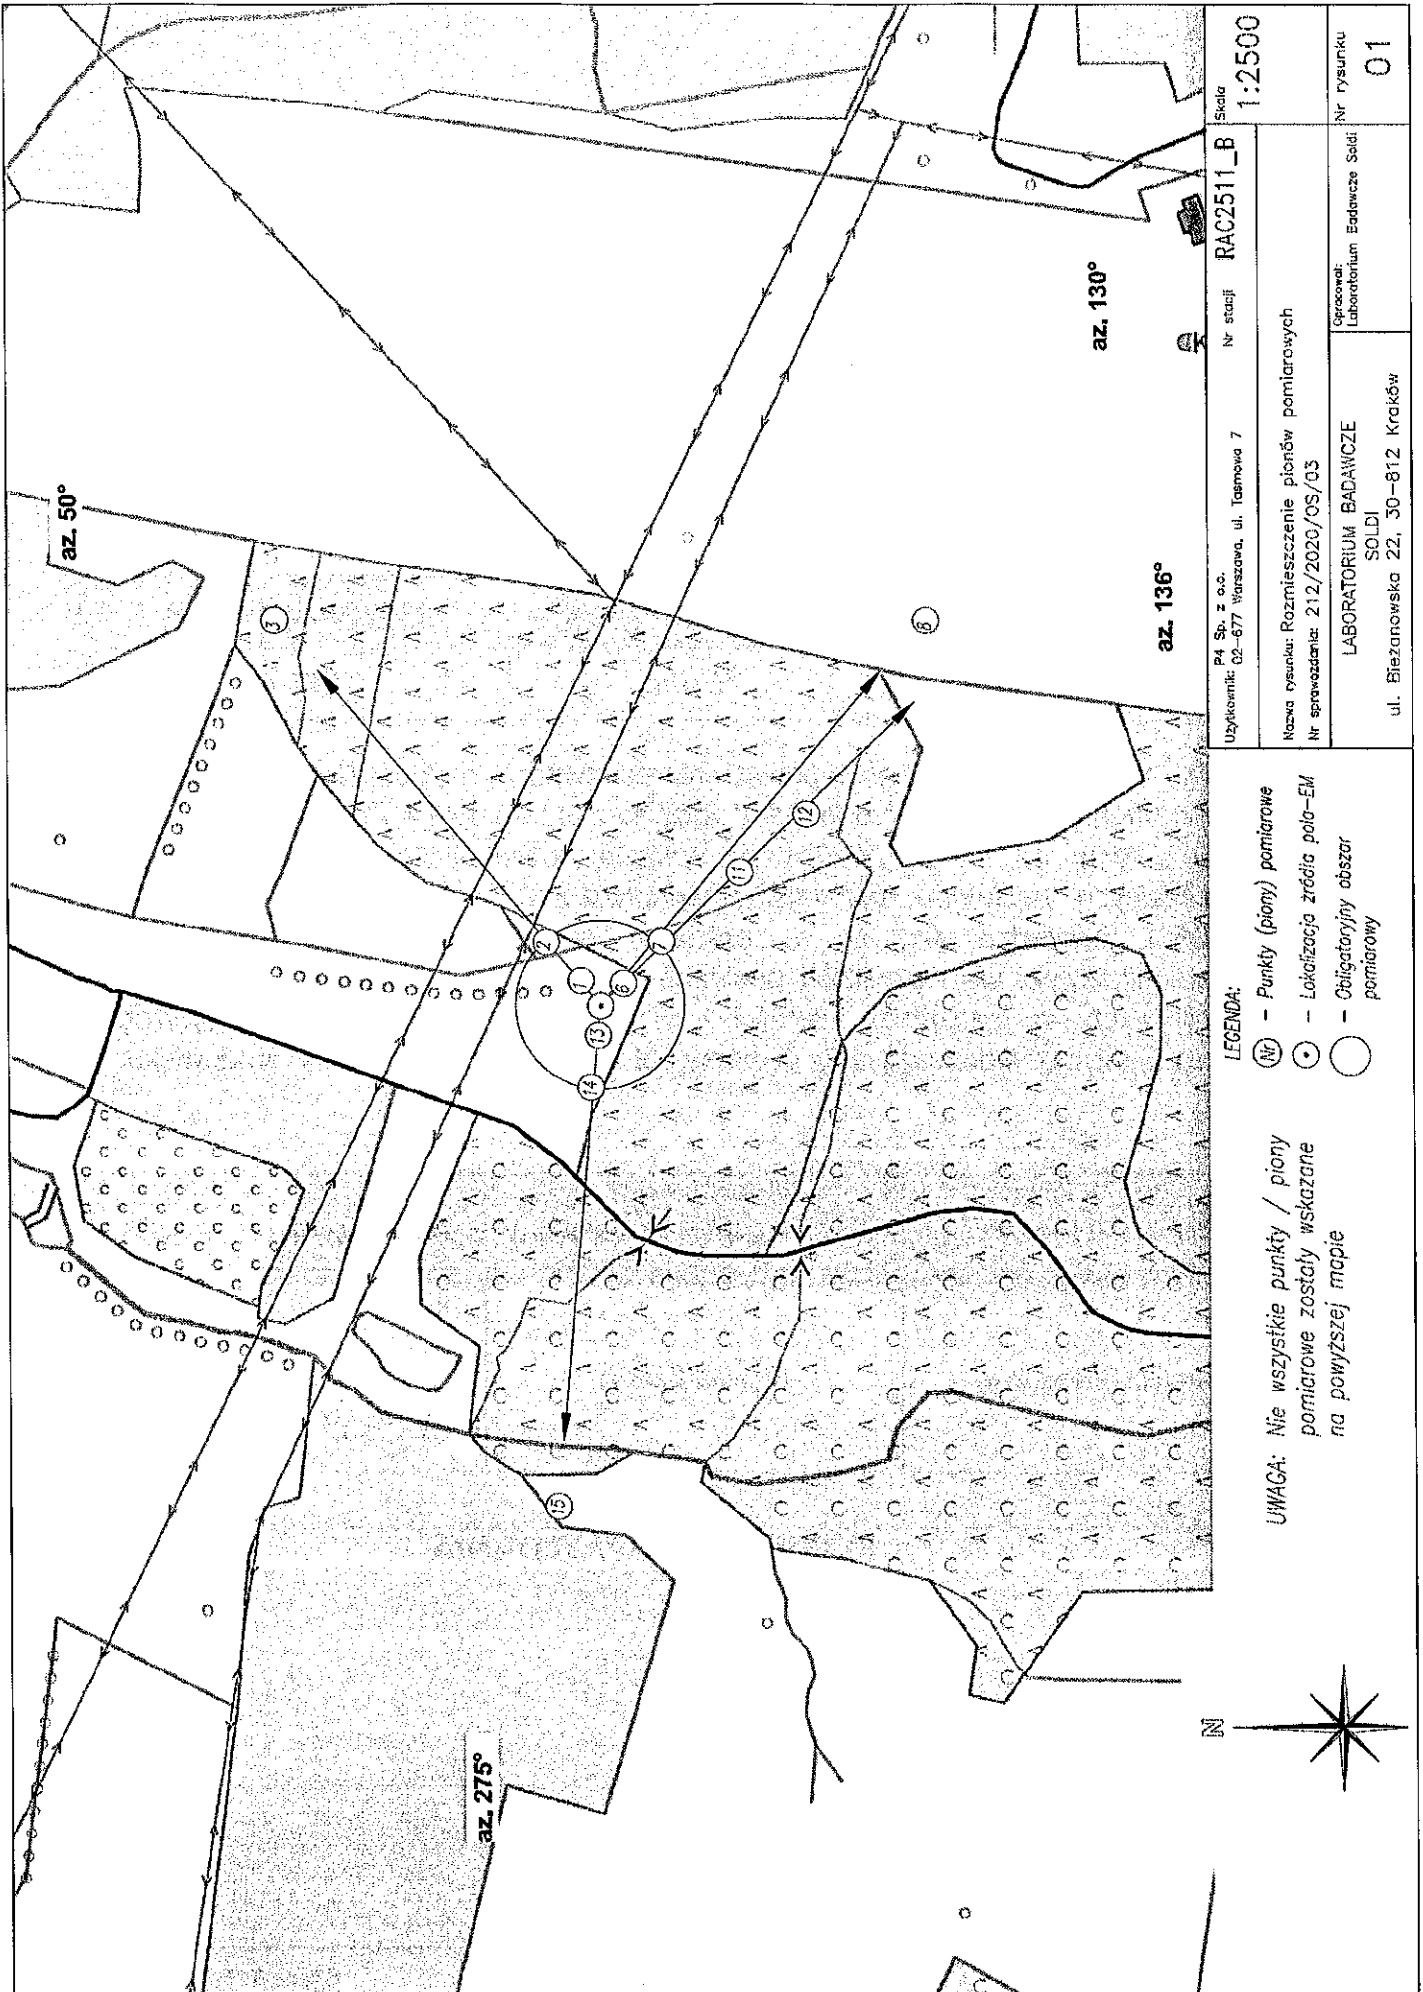 az. 50°
az. 130°
az. 136°
az. 275°
3
2
1
6
7
8
11
12
13
14
15
N
LEGENDA:
Nr – Punkty (piony) pomiarowe
– Lokalizacja źródła pola–EM
– Obligatoryjny obszar
pomiarowy
UWAGA: Nie wszystkie punkty / piony
pomiarowe zostały wskazane
na powyższej mapie
Użytkownik: P4 Sp. z o.o.
02–677 Warszawa, ul. Taśmowa 7
Nr stacji RAC2511_B
Skala
1:2500
Nazwa rysunku: Rozmieszczenie pionów pomiarowych
Nr sprawozdania: 212/2020/OS/03
LABORATORIUM BADAWCZE
SOLDI
ul. Bieżanowska 22, 30–812 Kraków
Opracował:
Laboratorium Badawcze Soldi
Nr rysunku
01